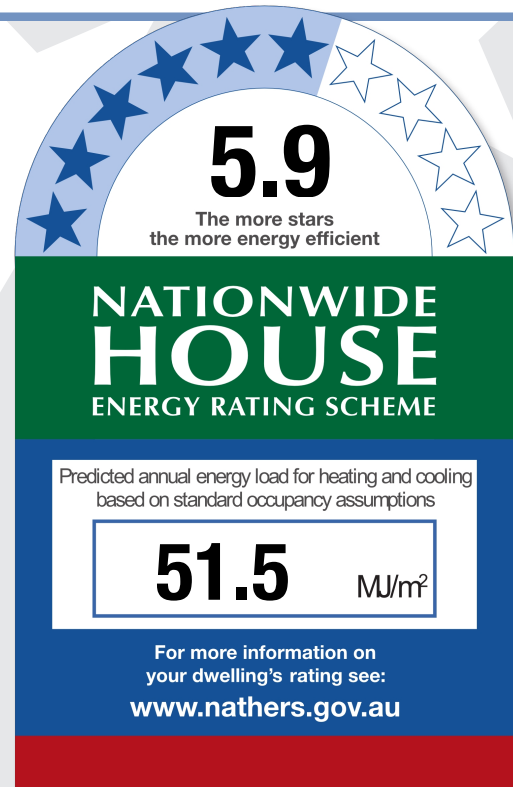 5.9
The more stars
the more energy efficient
NATIONWIDE
HOUSE
ENERGY RATING SCHEME
Predicted annual energy load for heating and cooling
based on standard occupancy assumptions
51.5 MJ/m²
For more information on
your dwelling's rating see:
www.nathers.gov.au